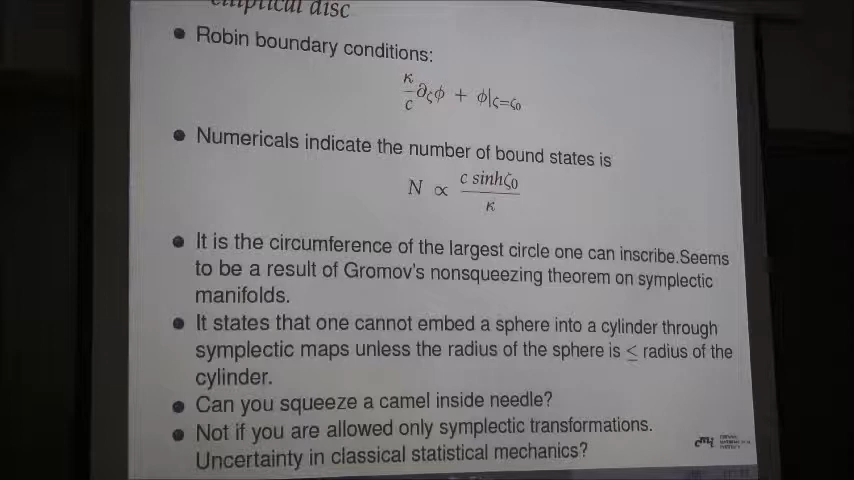 elliptical disc
• Robin boundary conditions:
κ/c ∂ζϕ + ϕ|ζ=ζ0
• Numericals indicate the number of bound states is
N ∝ c sinhζ0/κ
• It is the circumference of the largest circle one can inscribe.Seems
to be a result of Gromov's nonsqueezing theorem on symplectic
manifolds.
• It states that one cannot embed a sphere into a cylinder through
symplectic maps unless the radius of the sphere is ≤ radius of the
cylinder.
• Can you squeeze a camel inside needle?
• Not if you are allowed only symplectic transformations.
Uncertainty in classical statistical mechanics?
cmi